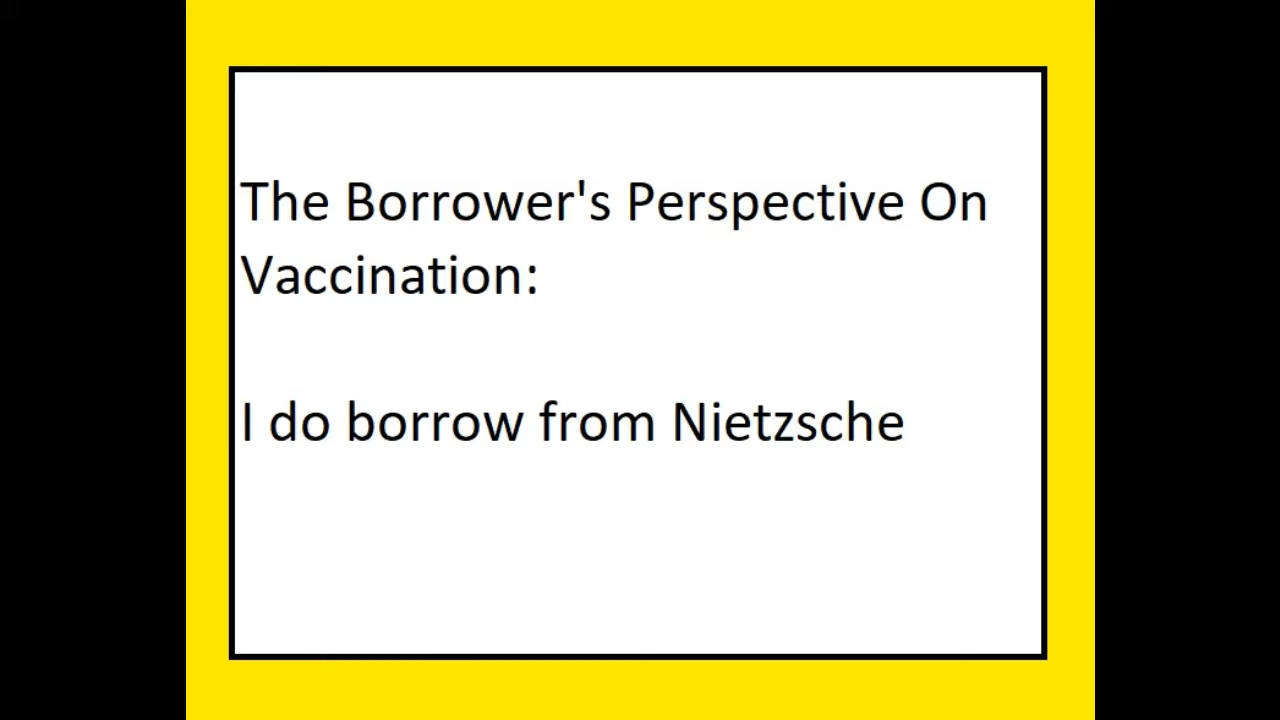 The Borrower's Perspective On
Vaccination:
I do borrow from Nietzsche